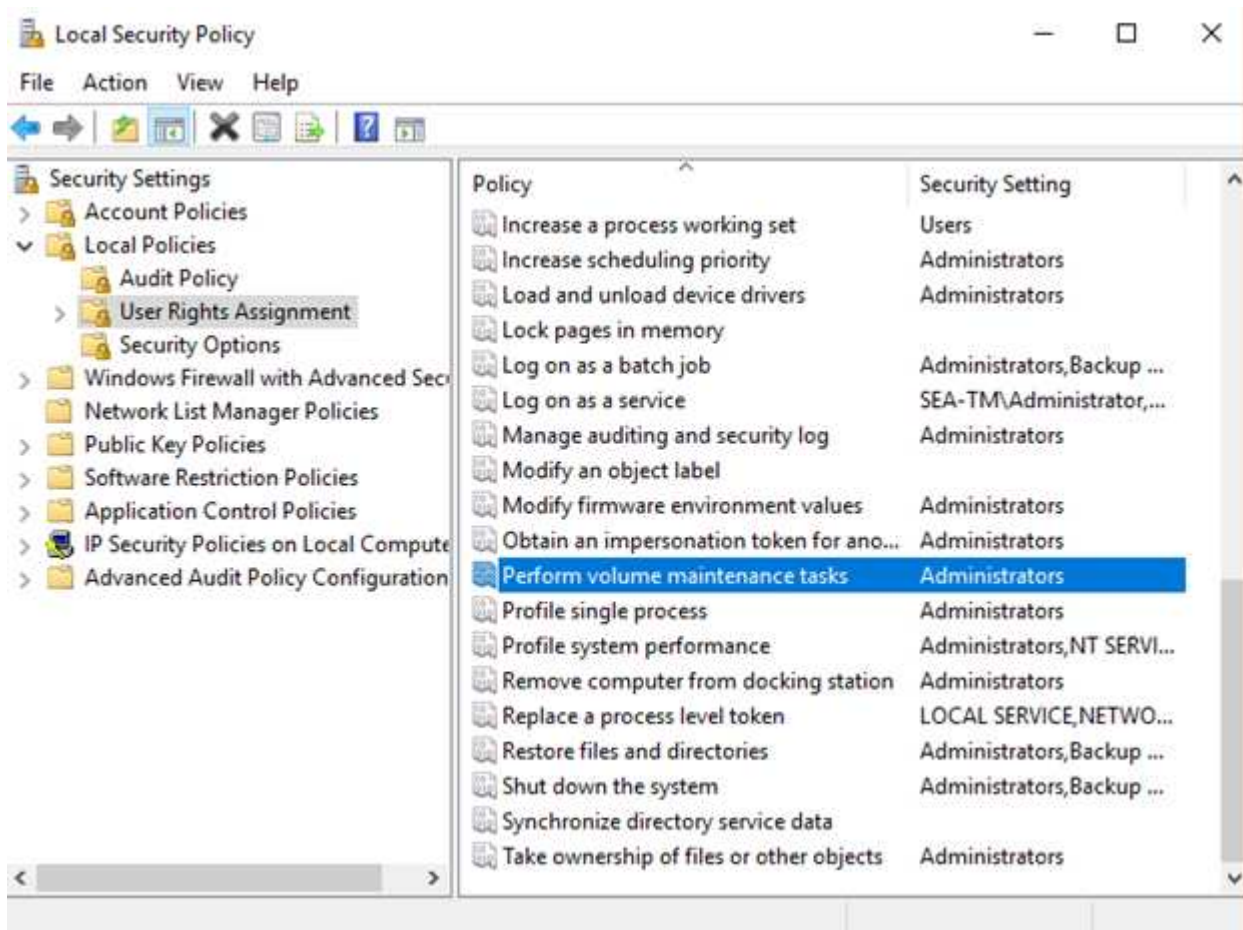 Local Security Policy
File Action View Help
Security Settings
Account Policies
Local Policies
Audit Policy
User Rights Assignment
Security Options
Windows Firewall with Advanced Sec
Network List Manager Policies
Public Key Policies
Software Restriction Policies
Application Control Policies
IP Security Policies on Local Compute
Advanced Audit Policy Configuration
Policy Security Setting
Increase a process working set Users
Increase scheduling priority Administrators
Load and unload device drivers Administrators
Lock pages in memory
Log on as a batch job Administrators,Backup ...
Log on as a service SEA-TM\Administrator,...
Manage auditing and security log Administrators
Modify an object label
Modify firmware environment values Administrators
Obtain an impersonation token for ano... Administrators
Perform volume maintenance tasks Administrators
Profile single process Administrators
Profile system performance Administrators,NT SERVI...
Remove computer from docking station Administrators
Replace a process level token LOCAL SERVICE,NETWO...
Restore files and directories Administrators,Backup ...
Shut down the system Administrators,Backup ...
Synchronize directory service data
Take ownership of files or other objects Administrators